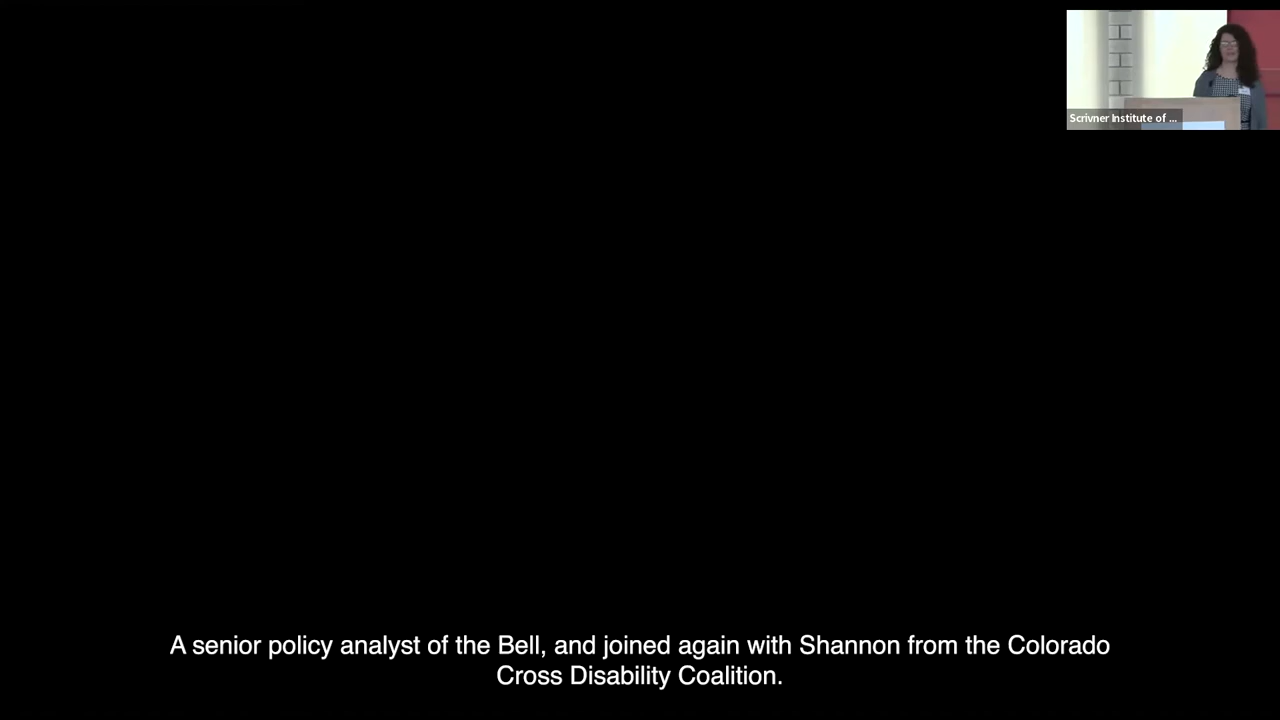 Scrivner Institute of ...
A senior policy analyst of the Bell, and joined again with Shannon from the Colorado
Cross Disability Coalition.